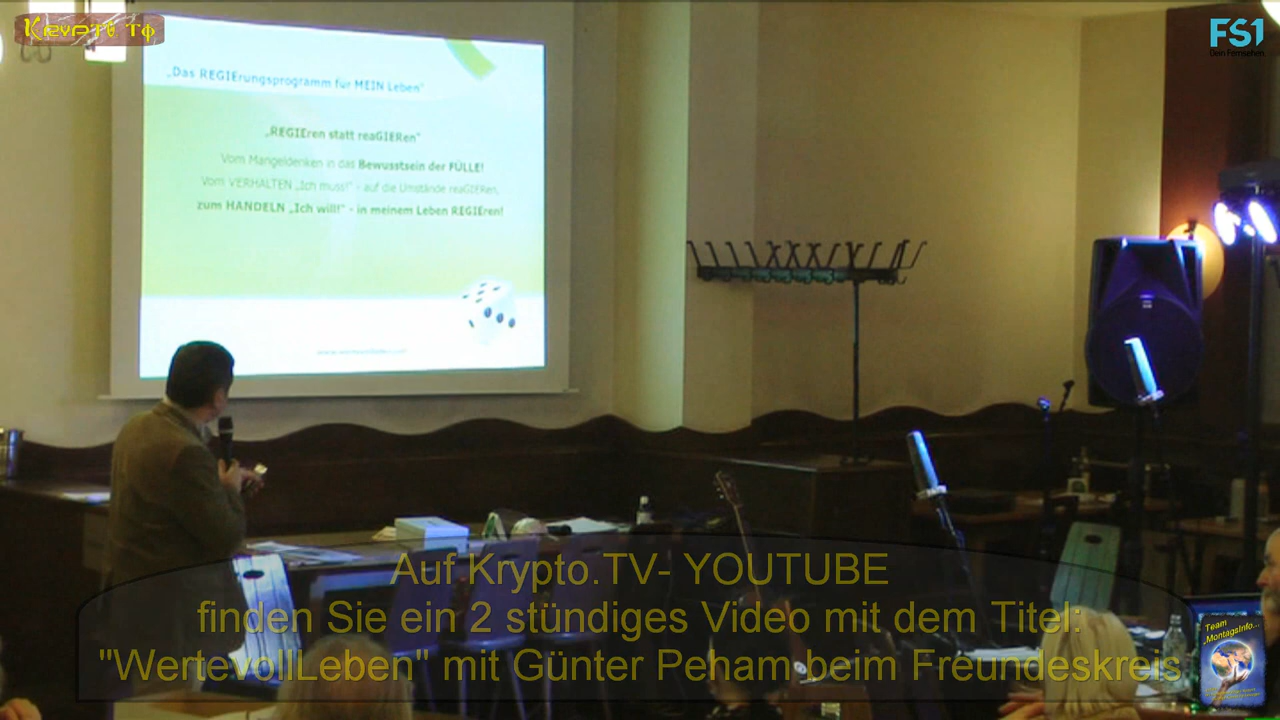 Krypto TV
FS1
Dein Fernsehen
„Das REGIErungsprogramm für MEIN Leben"
„REGIEren statt reaGIERen"
Vom Mangeldenken in das Bewusstsein der FÜLLE!
Vom VERHALTEN „Ich muss!" - auf die Umstände reaGIERen,
zum HANDELN „Ich will!" - in meinem Leben REGIEren!
Auf Krypto.TV- YOUTUBE
finden Sie ein 2 stündiges Video mit dem Titel:
"WertevollLeben" mit Günter Peham beim Freundeskreis
Team
„MontagsInfo...